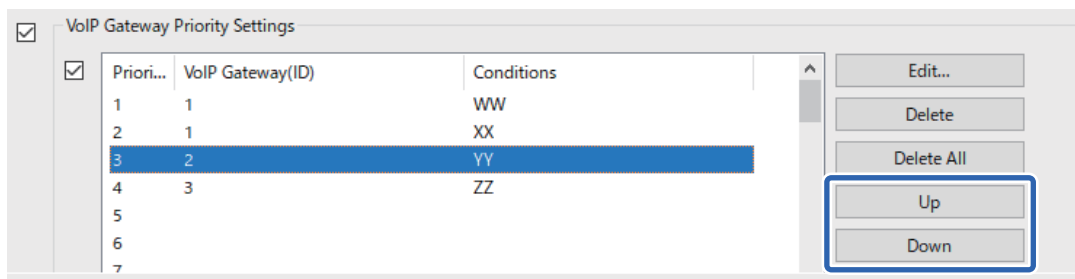 VoIP Gateway Priority Settings
Priori... VoIP Gateway(ID) Conditions
1 1 WW
2 1 XX
3 2 YY
4 3 ZZ
5
6
7
Edit...
Delete
Delete All
Up
Down